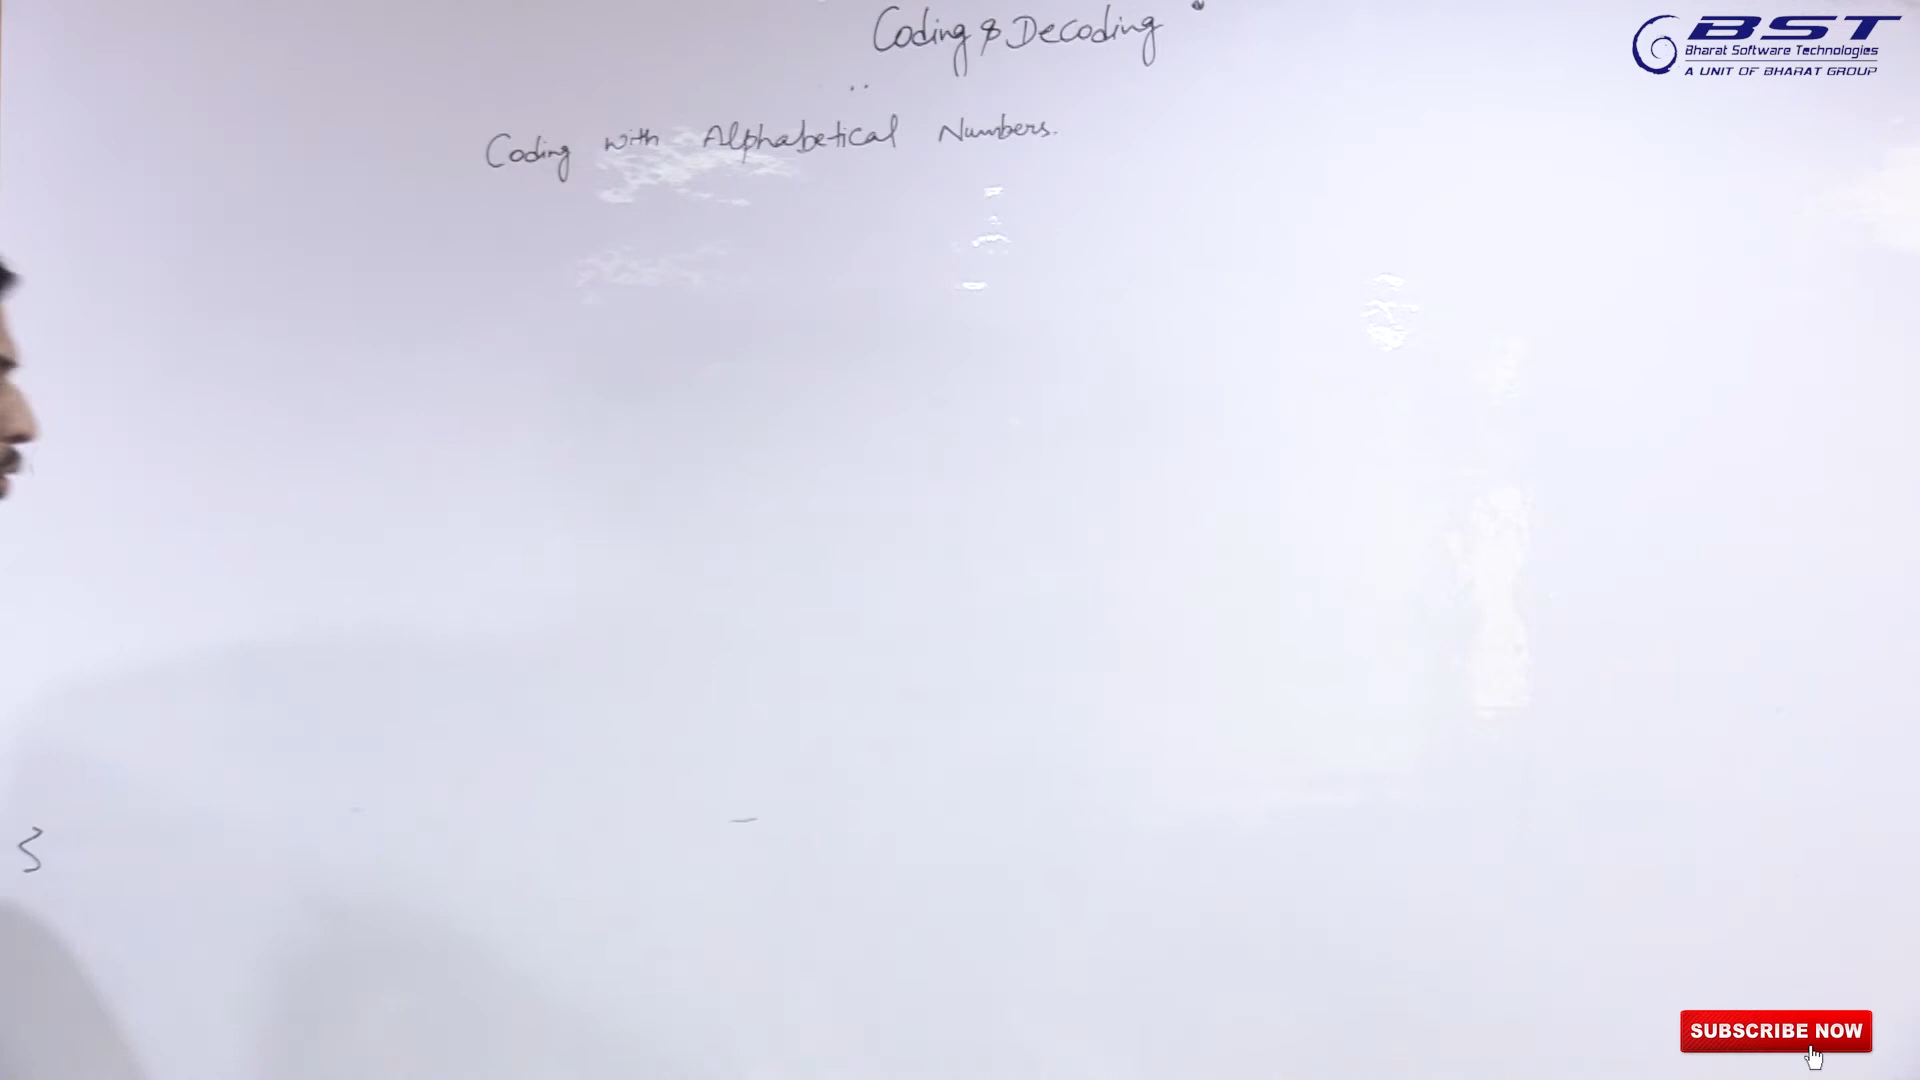 Coding & Decoding
BST
Bharat Software Technologies
A UNIT OF BHARAT GROUP
Coding with Alphabetical Numbers.
SUBSCRIBE NOW